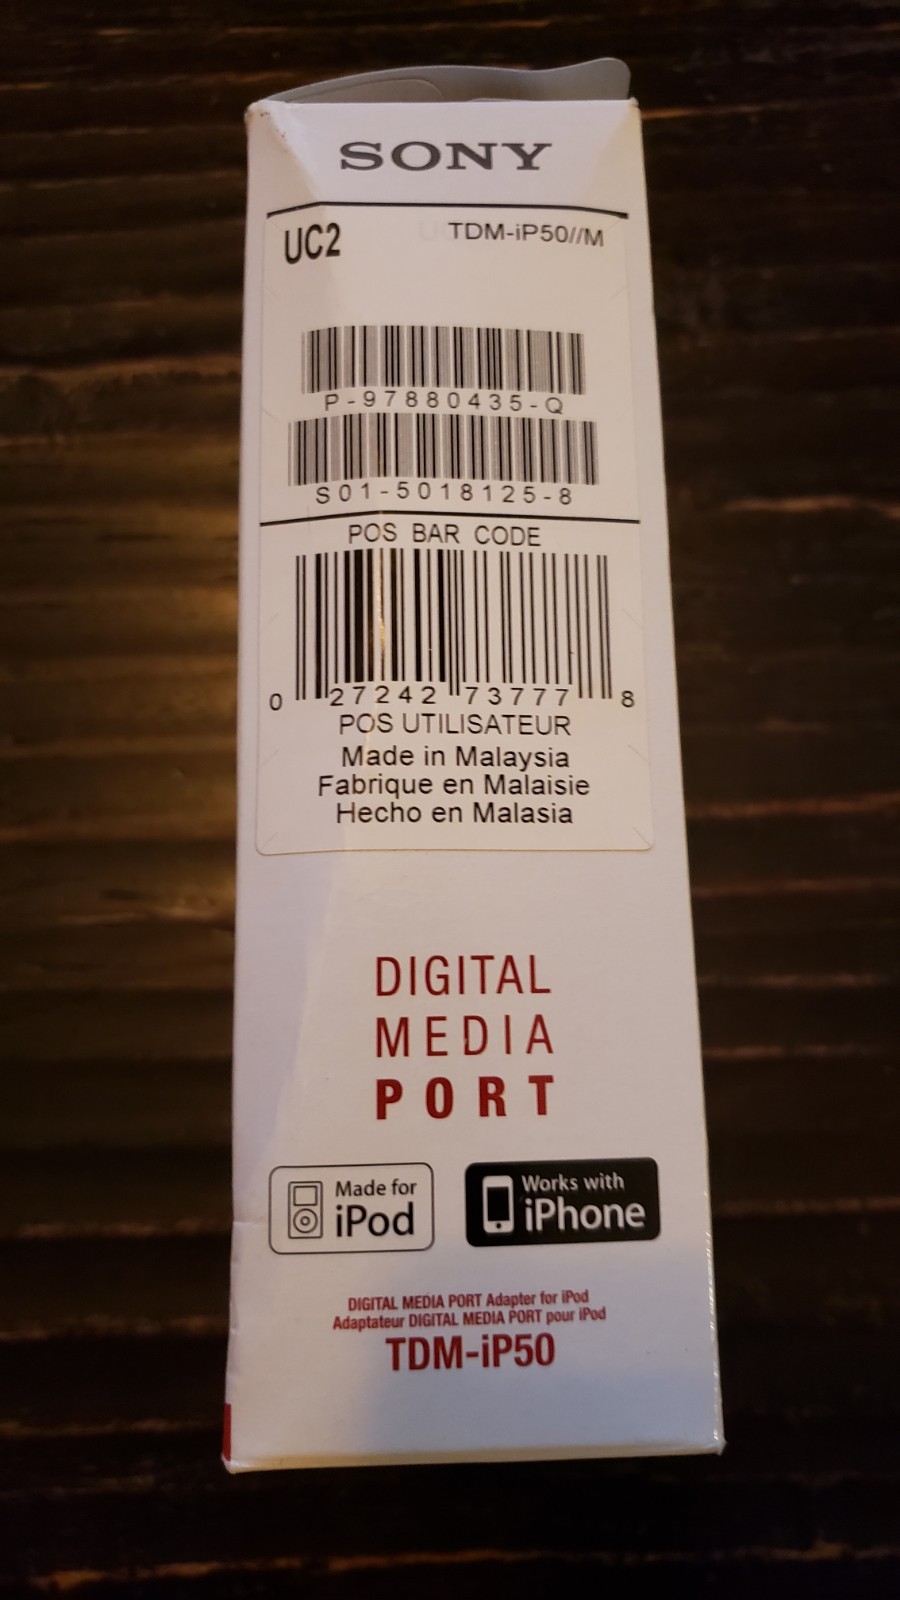 SONY
UC2 TDM-iP50//M
P-97880435-Q
S01-5018125-8
POS BAR CODE
0 27242 73777 8
POS UTILISATEUR
Made in Malaysia
Fabrique en Malaisie
Hecho en Malasia
DIGITAL
MEDIA
PORT
Made for
iPod
Works with
iPhone
DIGITAL MEDIA PORT Adapter for iPod
Adaptateur DIGITAL MEDIA PORT pour iPod
TDM-iP50